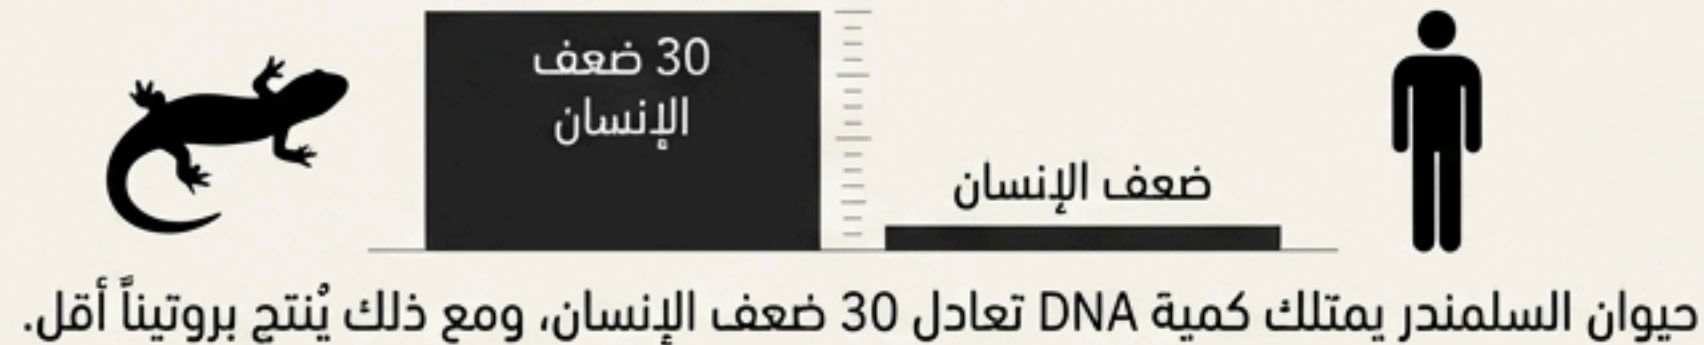 30 ضعف
الإنسان
ضعف الإنسان
حيوان السلمندر يمتلك كمية DNA تعادل 30 ضعف الإنسان، ومع ذلك يُنتج بروتيناً أقل.